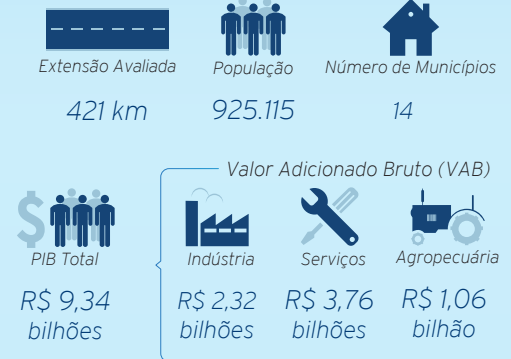 Extensão Avaliada
População
Número de Municípios
421 km
925.115
14
Valor Adicionado Bruto (VAB)
$
PIB Total
Indústria
Serviços
Agropecuária
R$ 9,34
bilhões
R$ 2,32
bilhões
R$ 3,76
bilhões
R$ 1,06
bilhão